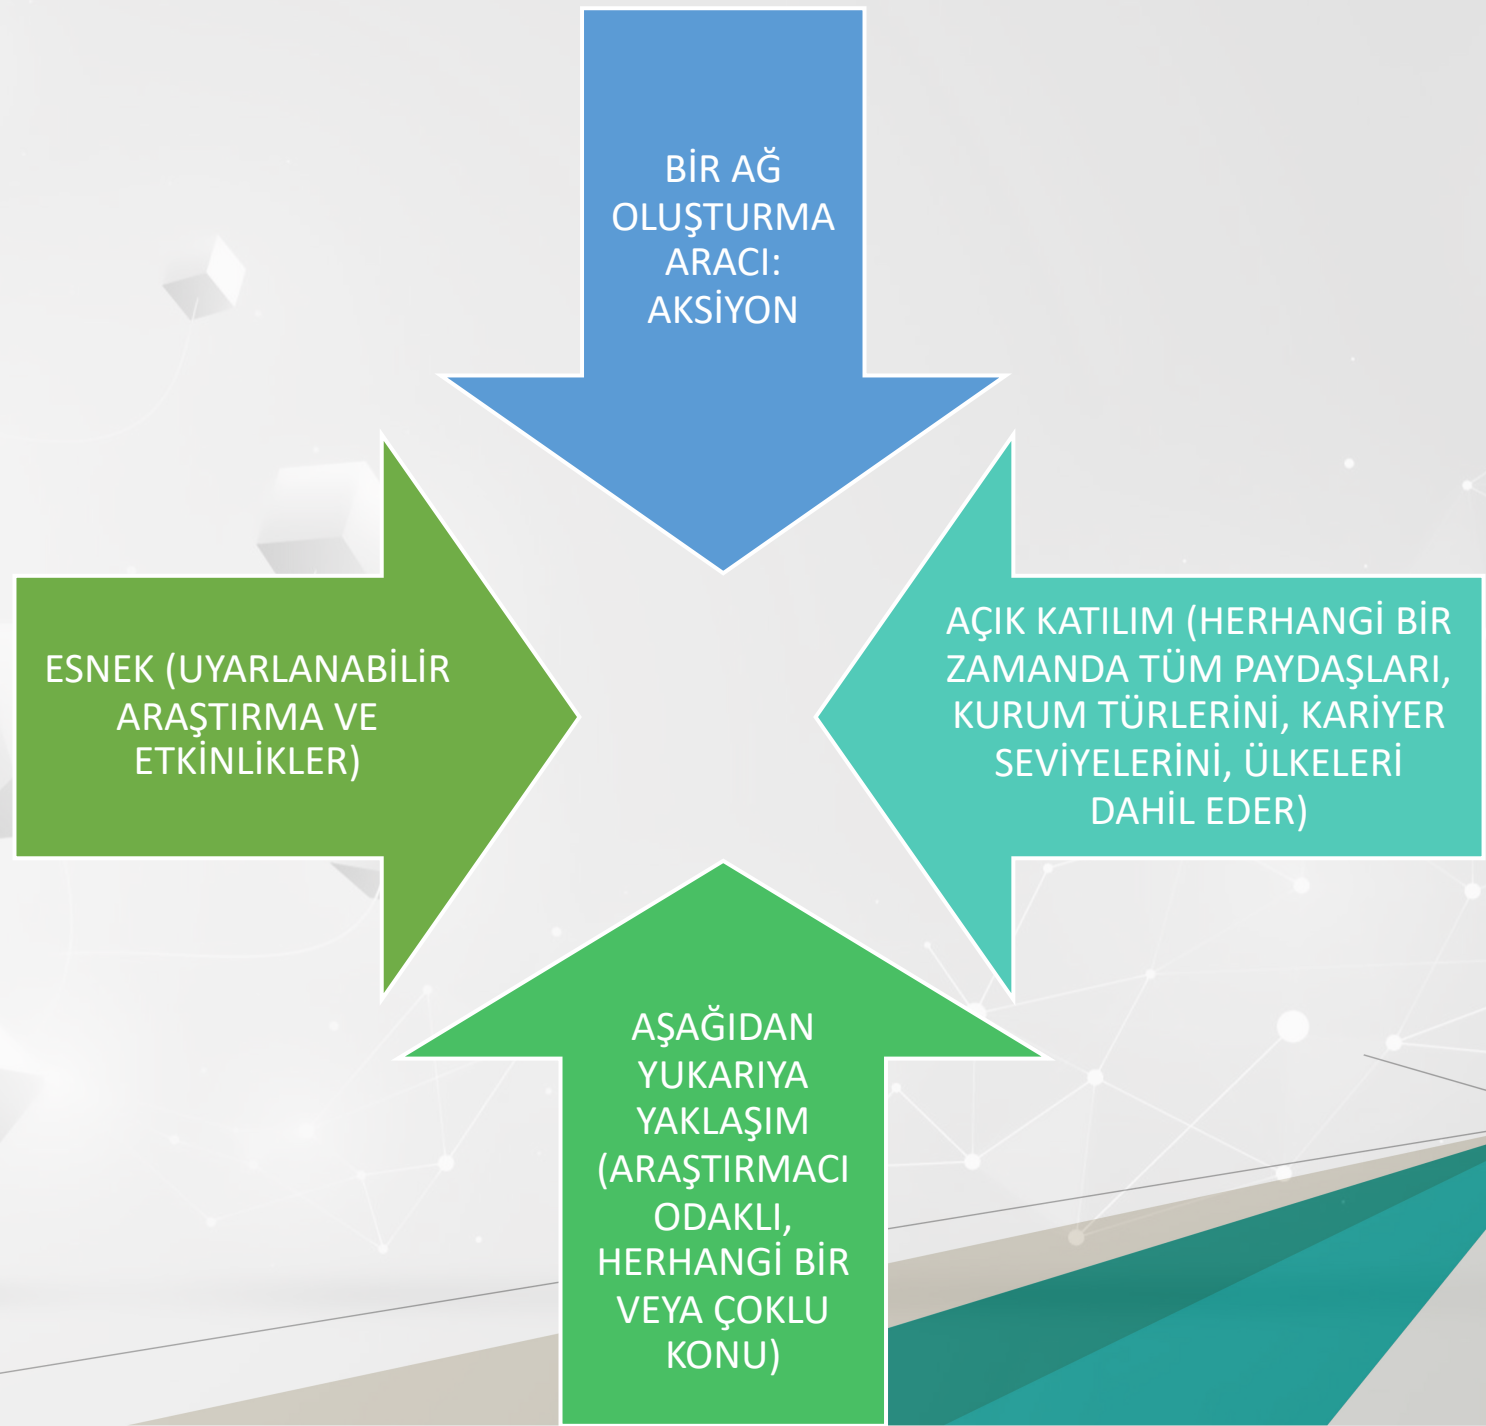 BİR AĞ
OLUŞTURMA
ARACI:
AKSİYON
ESNEK (UYARLANABİLİR
ARAŞTIRMA VE
ETKİNLİKLER)
AÇIK KATILIM (HERHANGİ BİR
ZAMANDA TÜM PAYDAŞLARI,
KURUM TÜRLERİNİ, KARİYER
SEVİYELERİNİ, ÜLKELERİ
DAHİL EDER)
AŞAĞIDAN
YUKARIYA
YAKLAŞIM
(ARAŞTIRMACI
ODAKLI,
HERHANGİ BİR
VEYA ÇOKLU
KONU)